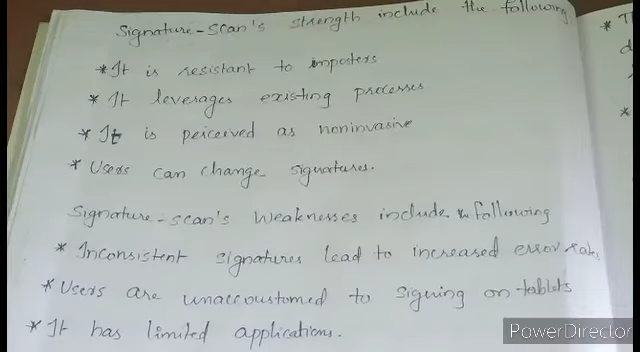 Signature-scan's strength include the following
* It is resistant to imposters
* It leverages existing processes
* It is perceived as noninvasive
* Users can change signatures.
Signature-scan's weaknesses include the following
* Inconsistent signatures lead to increased error rates
* Users are unaccoustomed to signing on-tablets
* It has limited applications.
PowerDirector